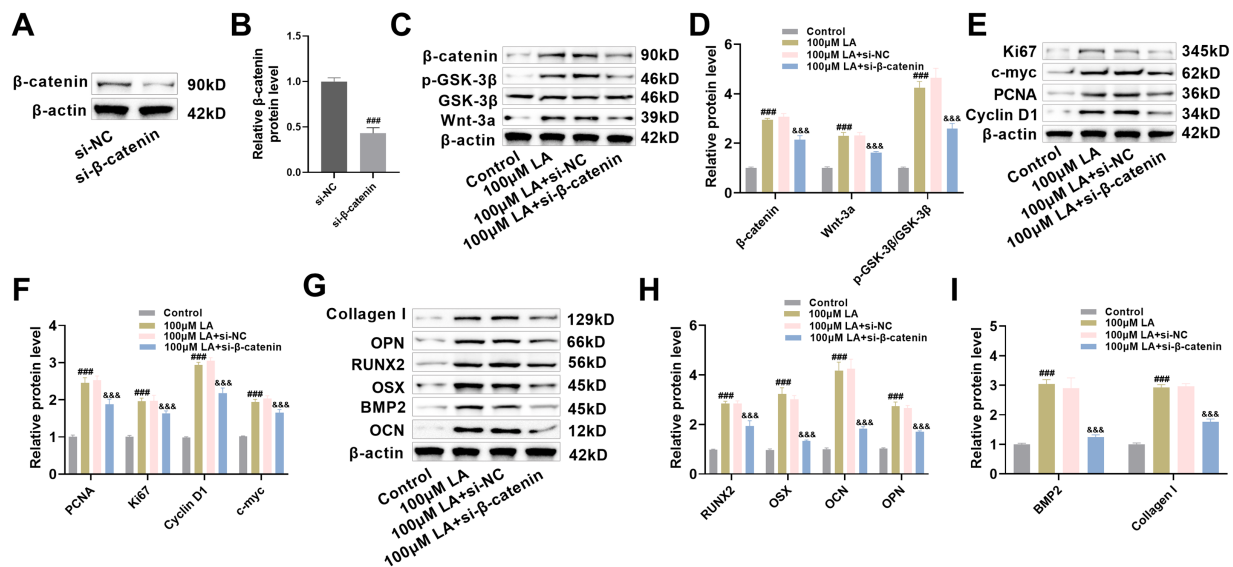 A
β-catenin
90kD
β-actin
42kD
si-NC
si-β-catenin
B
Relative β-catenin
protein level
1.5
1.0
0.5
0.0
###
si-NC
si-β-catenin
C
β-catenin
90kD
p-GSK-3β
46kD
GSK-3β
46kD
Wnt-3a
39kD
β-actin
42kD
Control
100μM LA
100μM LA+si-NC
100μM LA+si-β-catenin
D
Relative protein level
6
4
2
0
Control
100μM LA
100μM LA+si-NC
100μM LA+si-β-catenin
###
&&&
###
&&&
###
&&&
β-catenin
Wnt-3a
p-GSK-3β/GSK-3β
E
Ki67
345kD
c-myc
62kD
PCNA
36kD
Cyclin D1
34kD
β-actin
42kD
Control
100μM LA
100μM LA+si-NC
100μM LA+si-β-catenin
F
Relative protein level
4
3
2
1
0
Control
100μM LA
100μM LA+si-NC
100μM LA+si-β-catenin
###
&&&
###
&&&
###
&&&
###
&&&
PCNA
Ki67
Cyclin D1
c-myc
G
Collagen I
129kD
OPN
66kD
RUNX2
56kD
OSX
45kD
BMP2
45kD
OCN
12kD
β-actin
42kD
Control
100μM LA
100μM LA+si-NC
100μM LA+si-β-catenin
H
Relative protein level
6
4
2
0
Control
100μM LA
100μM LA+si-NC
100μM LA+si-β-catenin
###
&&&
###
&&&
###
&&&
###
&&&
RUNX2
OSX
OCN
OPN
I
Relative protein level
5
4
3
2
1
0
Control
100μM LA
100μM LA+si-NC
100μM LA+si-β-catenin
###
&&&
###
&&&
BMP2
Collagen I